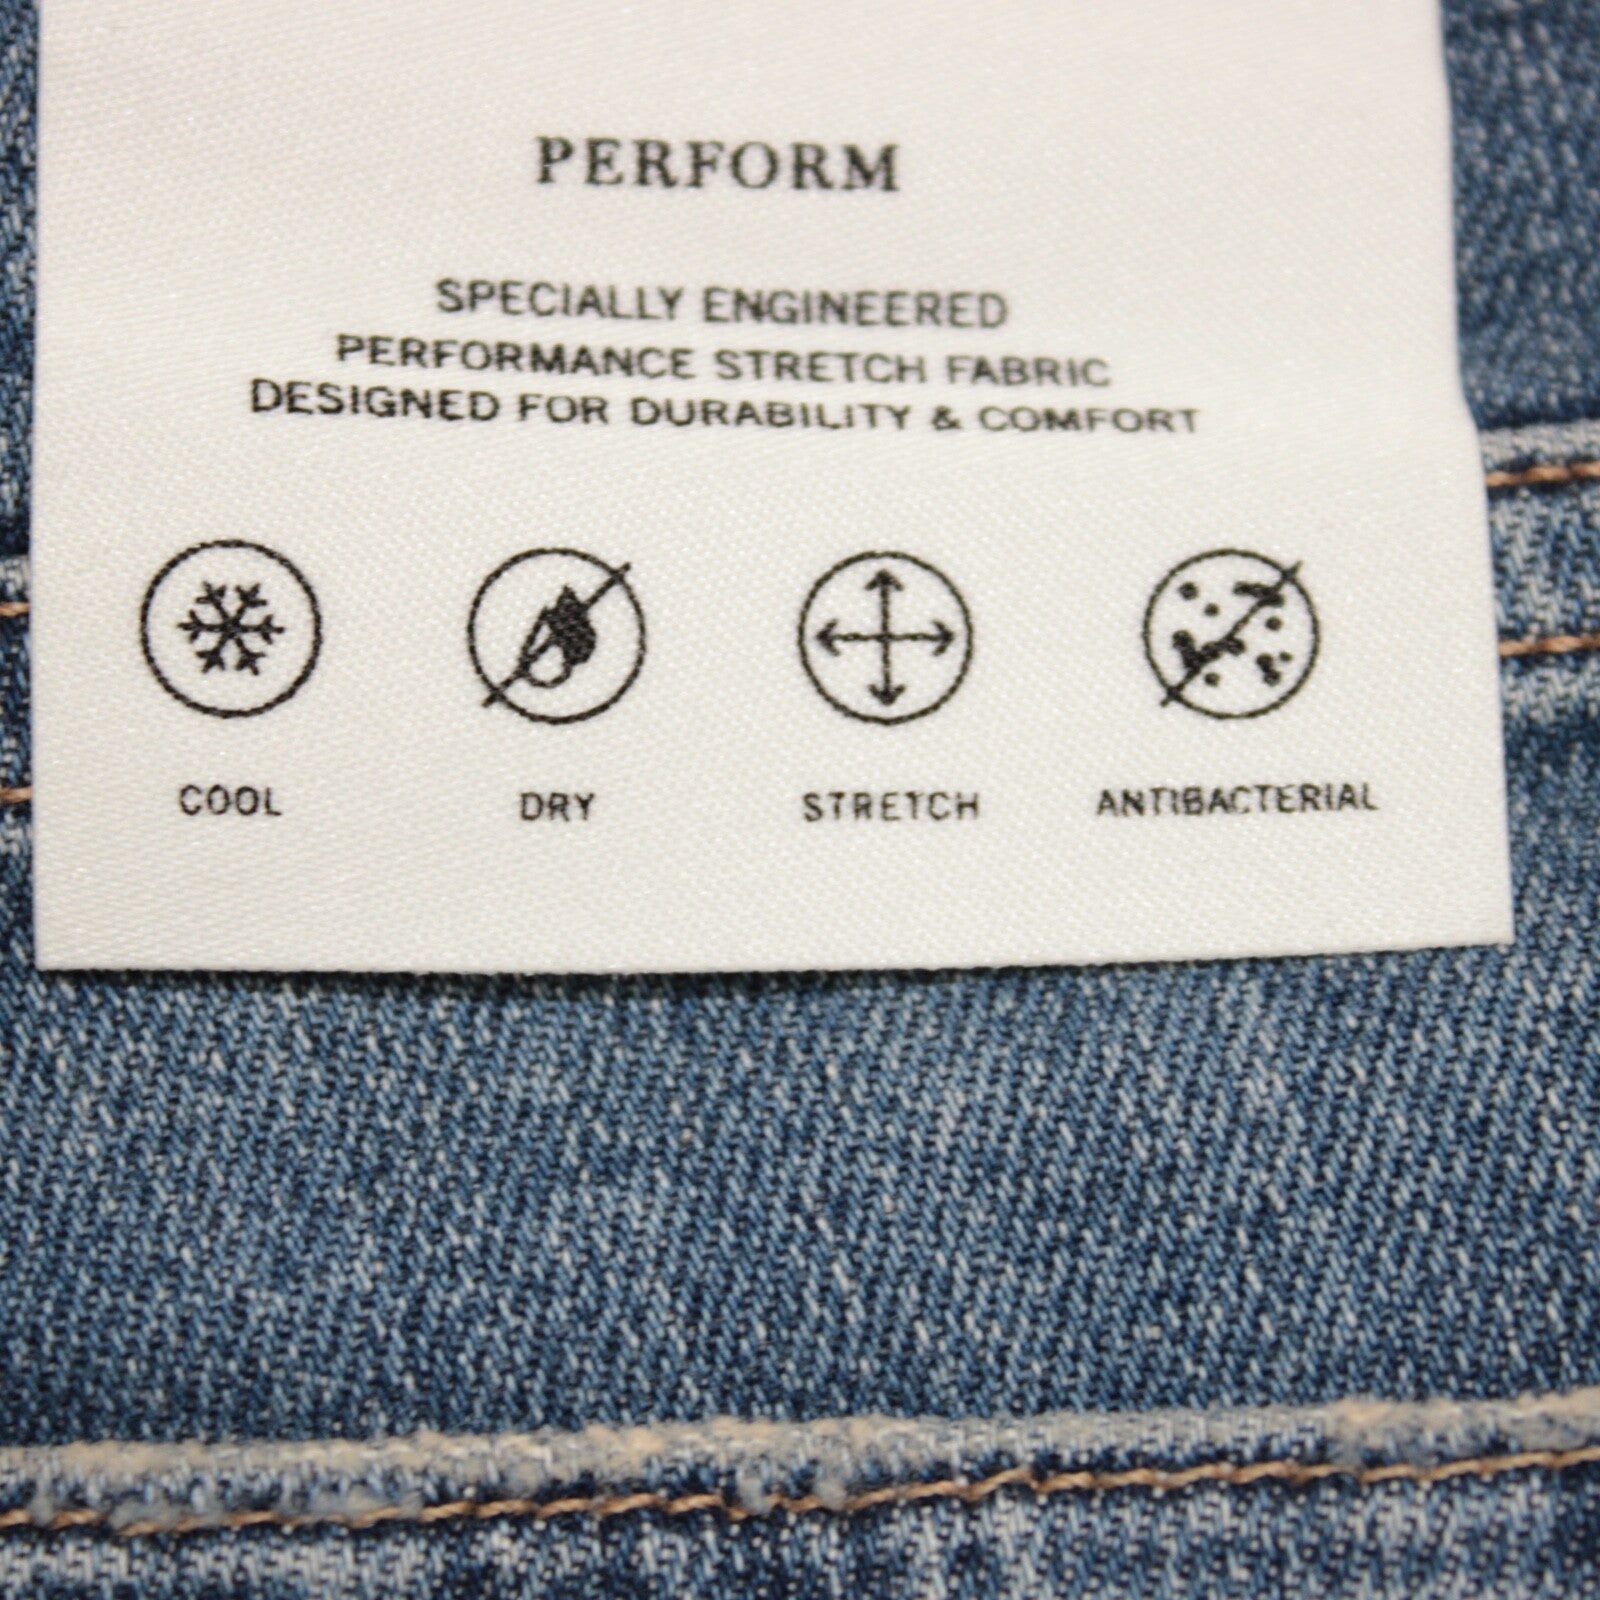 PERFORM
SPECIALLY ENGINEERED
PERFORMANCE STRETCH FABRIC
DESIGNED FOR DURABILITY & COMFORT
COOL
DRY
STRETCH
ANTIBACTERIAL